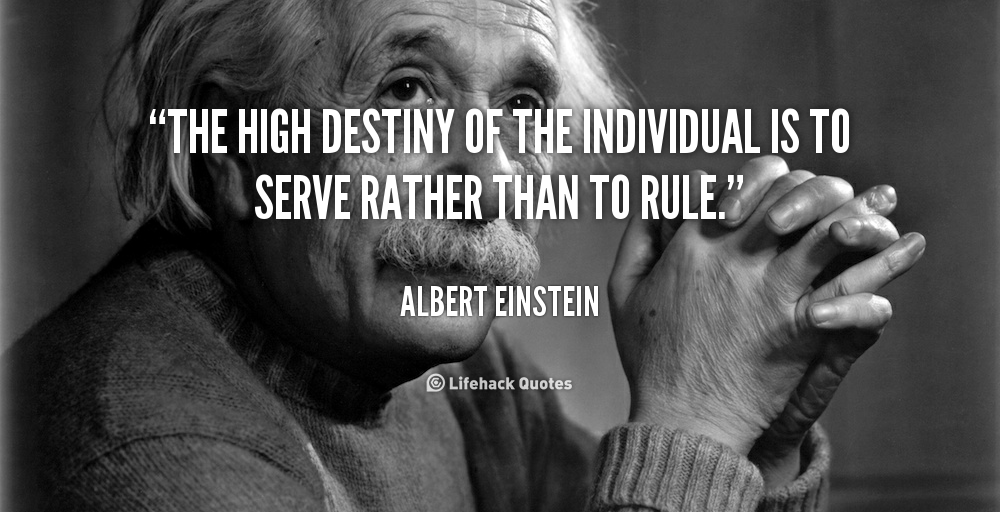 “THE HIGH DESTINY OF THE INDIVIDUAL IS TO
SERVE RATHER THAN TO RULE.”
ALBERT EINSTEIN
Lifehack Quotes